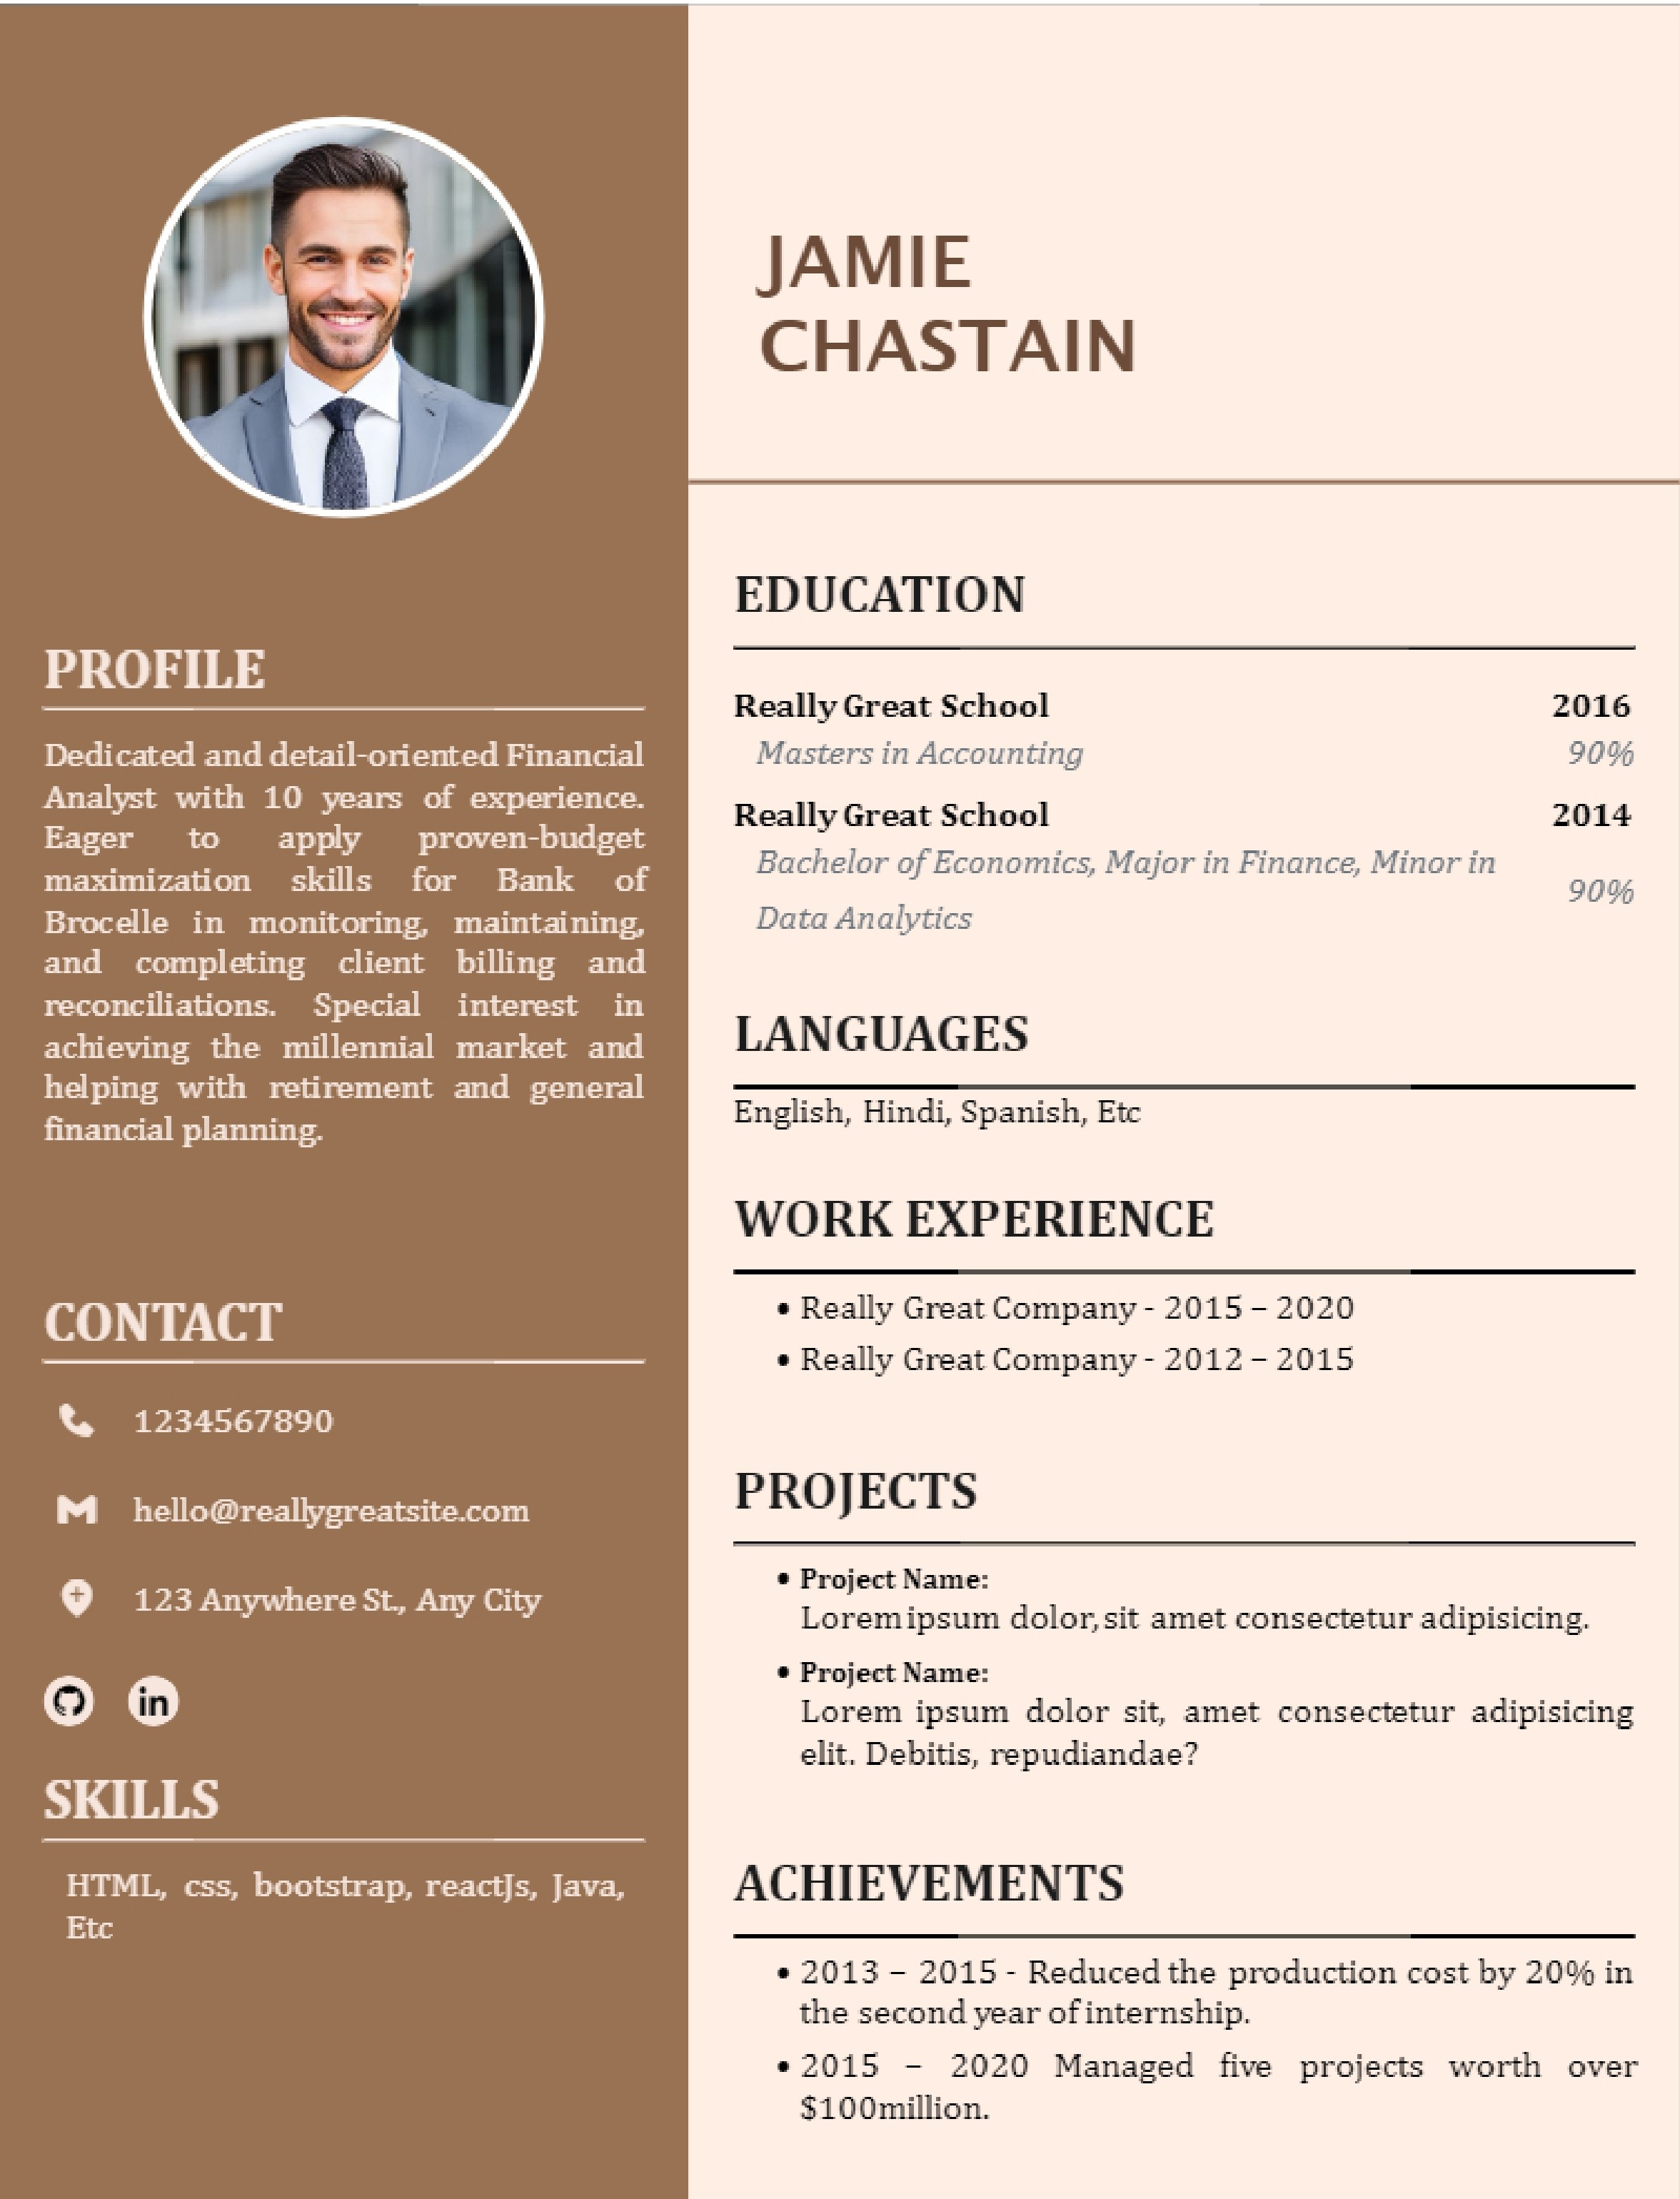 JAMIE
CHASTAIN
PROFILE
Dedicated and detail-oriented Financial
Analyst with 10 years of experience.
Eager to apply proven-budget
maximization skills for Bank of
Brocelle in monitoring, maintaining,
and completing client billing and
reconciliations. Special interest in
achieving the millennial market and
helping with retirement and general
financial planning.
CONTACT
1234567890
hello@reallygreatsite.com
123 Anywhere St., Any City
in
SKILLS
HTML, css, bootstrap, reactJs, Java,
Etc
EDUCATION
Really Great School 2016
Masters in Accounting 90%
Really Great School 2014
Bachelor of Economics, Major in Finance, Minor in
Data Analytics 90%
LANGUAGES
English, Hindi, Spanish, Etc
WORK EXPERIENCE
• Really Great Company - 2015 – 2020
• Really Great Company - 2012 – 2015
PROJECTS
• Project Name:
Lorem ipsum dolor, sit amet consectetur adipisicing.
• Project Name:
Lorem ipsum dolor sit, amet consectetur adipisicing
elit. Debitis, repudiandae?
ACHIEVEMENTS
• 2013 – 2015 - Reduced the production cost by 20% in
the second year of internship.
• 2015 – 2020 Managed five projects worth over
$100million.